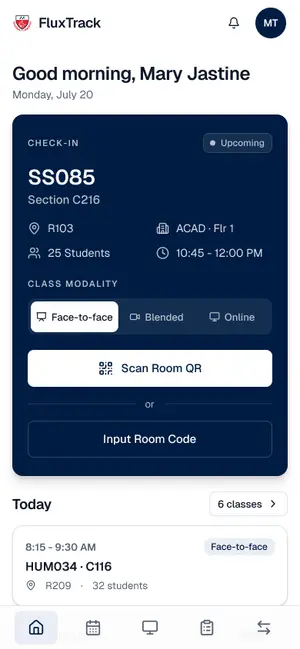 FluxTrack
MT
Good morning, Mary Jastine
Monday, July 20
CHECK-IN
Upcoming
SS085
Section C216
R103
ACAD · Flr 1
25 Students
10:45 - 12:00 PM
CLASS MODALITY
Face-to-face
Blended
Online
Scan Room QR
or
Input Room Code
Today
6 classes
8:15 - 9:30 AM
Face-to-face
HUM034 · C116
R209 · 32 students